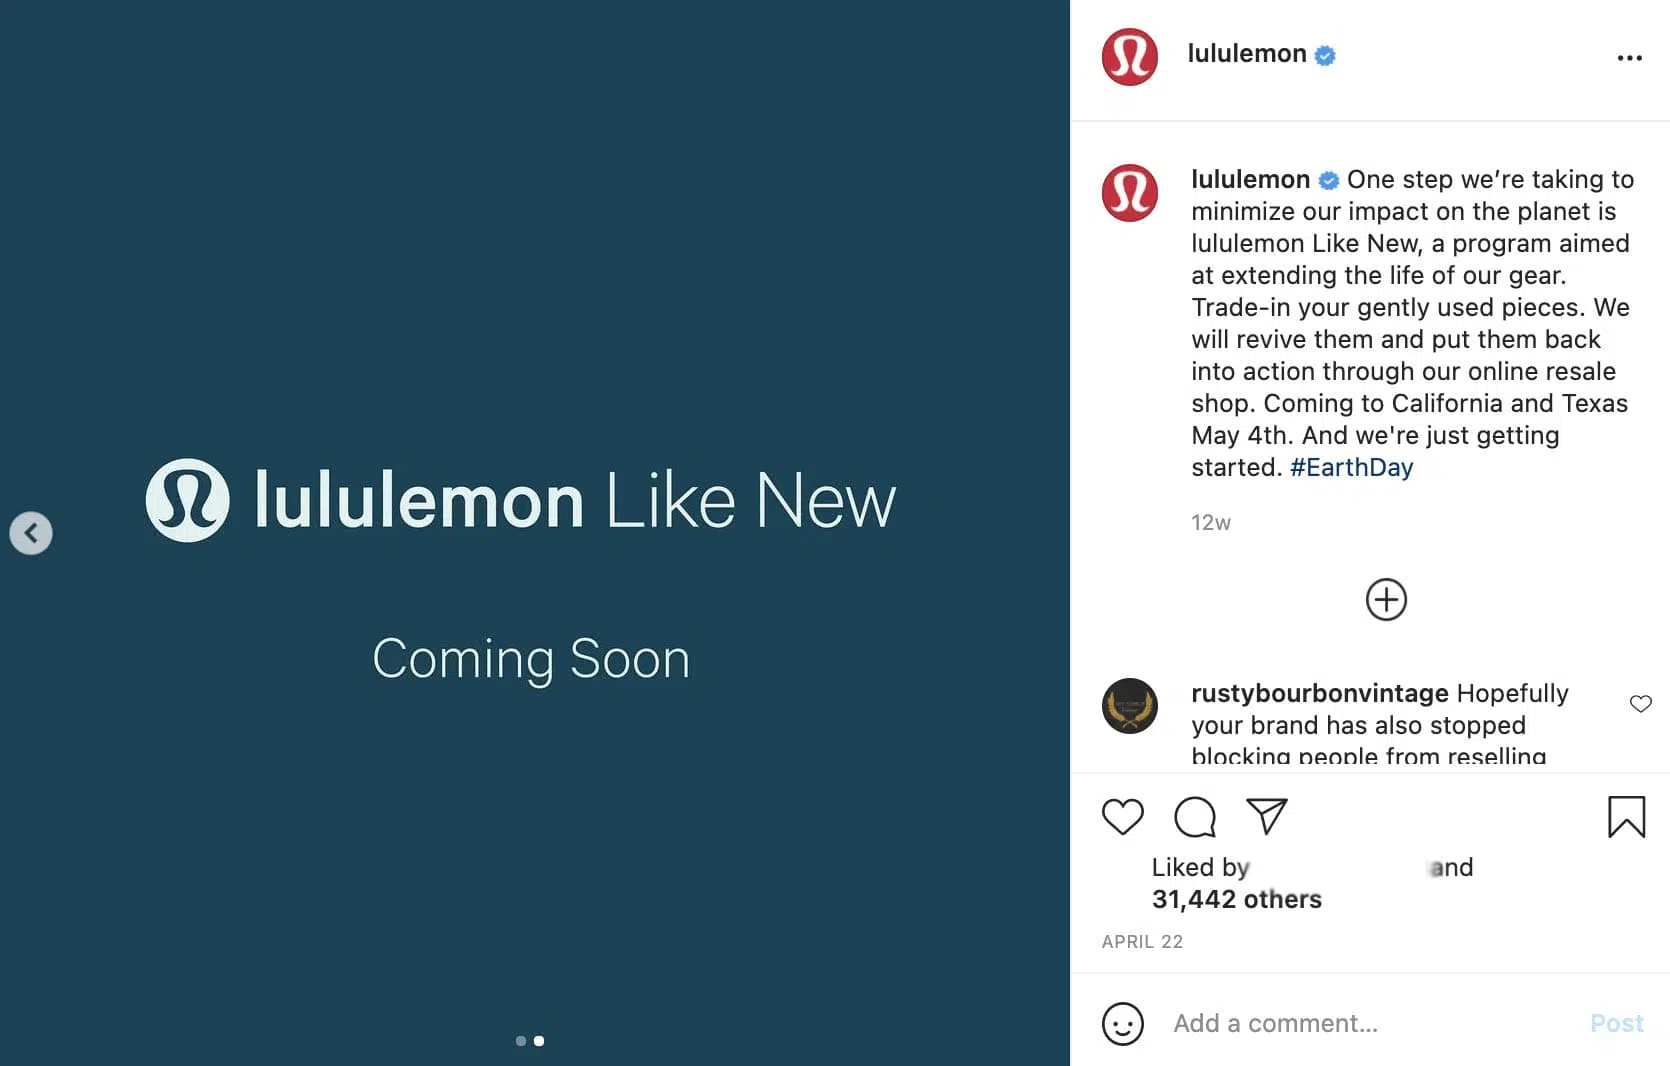 lululemon Like New
Coming Soon
lululemon
lululemon One step we’re taking to
minimize our impact on the planet is
lululemon Like New, a program aimed
at extending the life of our gear.
Trade-in your gently used pieces. We
will revive them and put them back
into action through our online resale
shop. Coming to California and Texas
May 4th. And we're just getting
started. #EarthDay
12w
rustybourbonvintage Hopefully
your brand has also stopped
blocking people from reselling
Liked by and
31,442 others
APRIL 22
Add a comment... Post